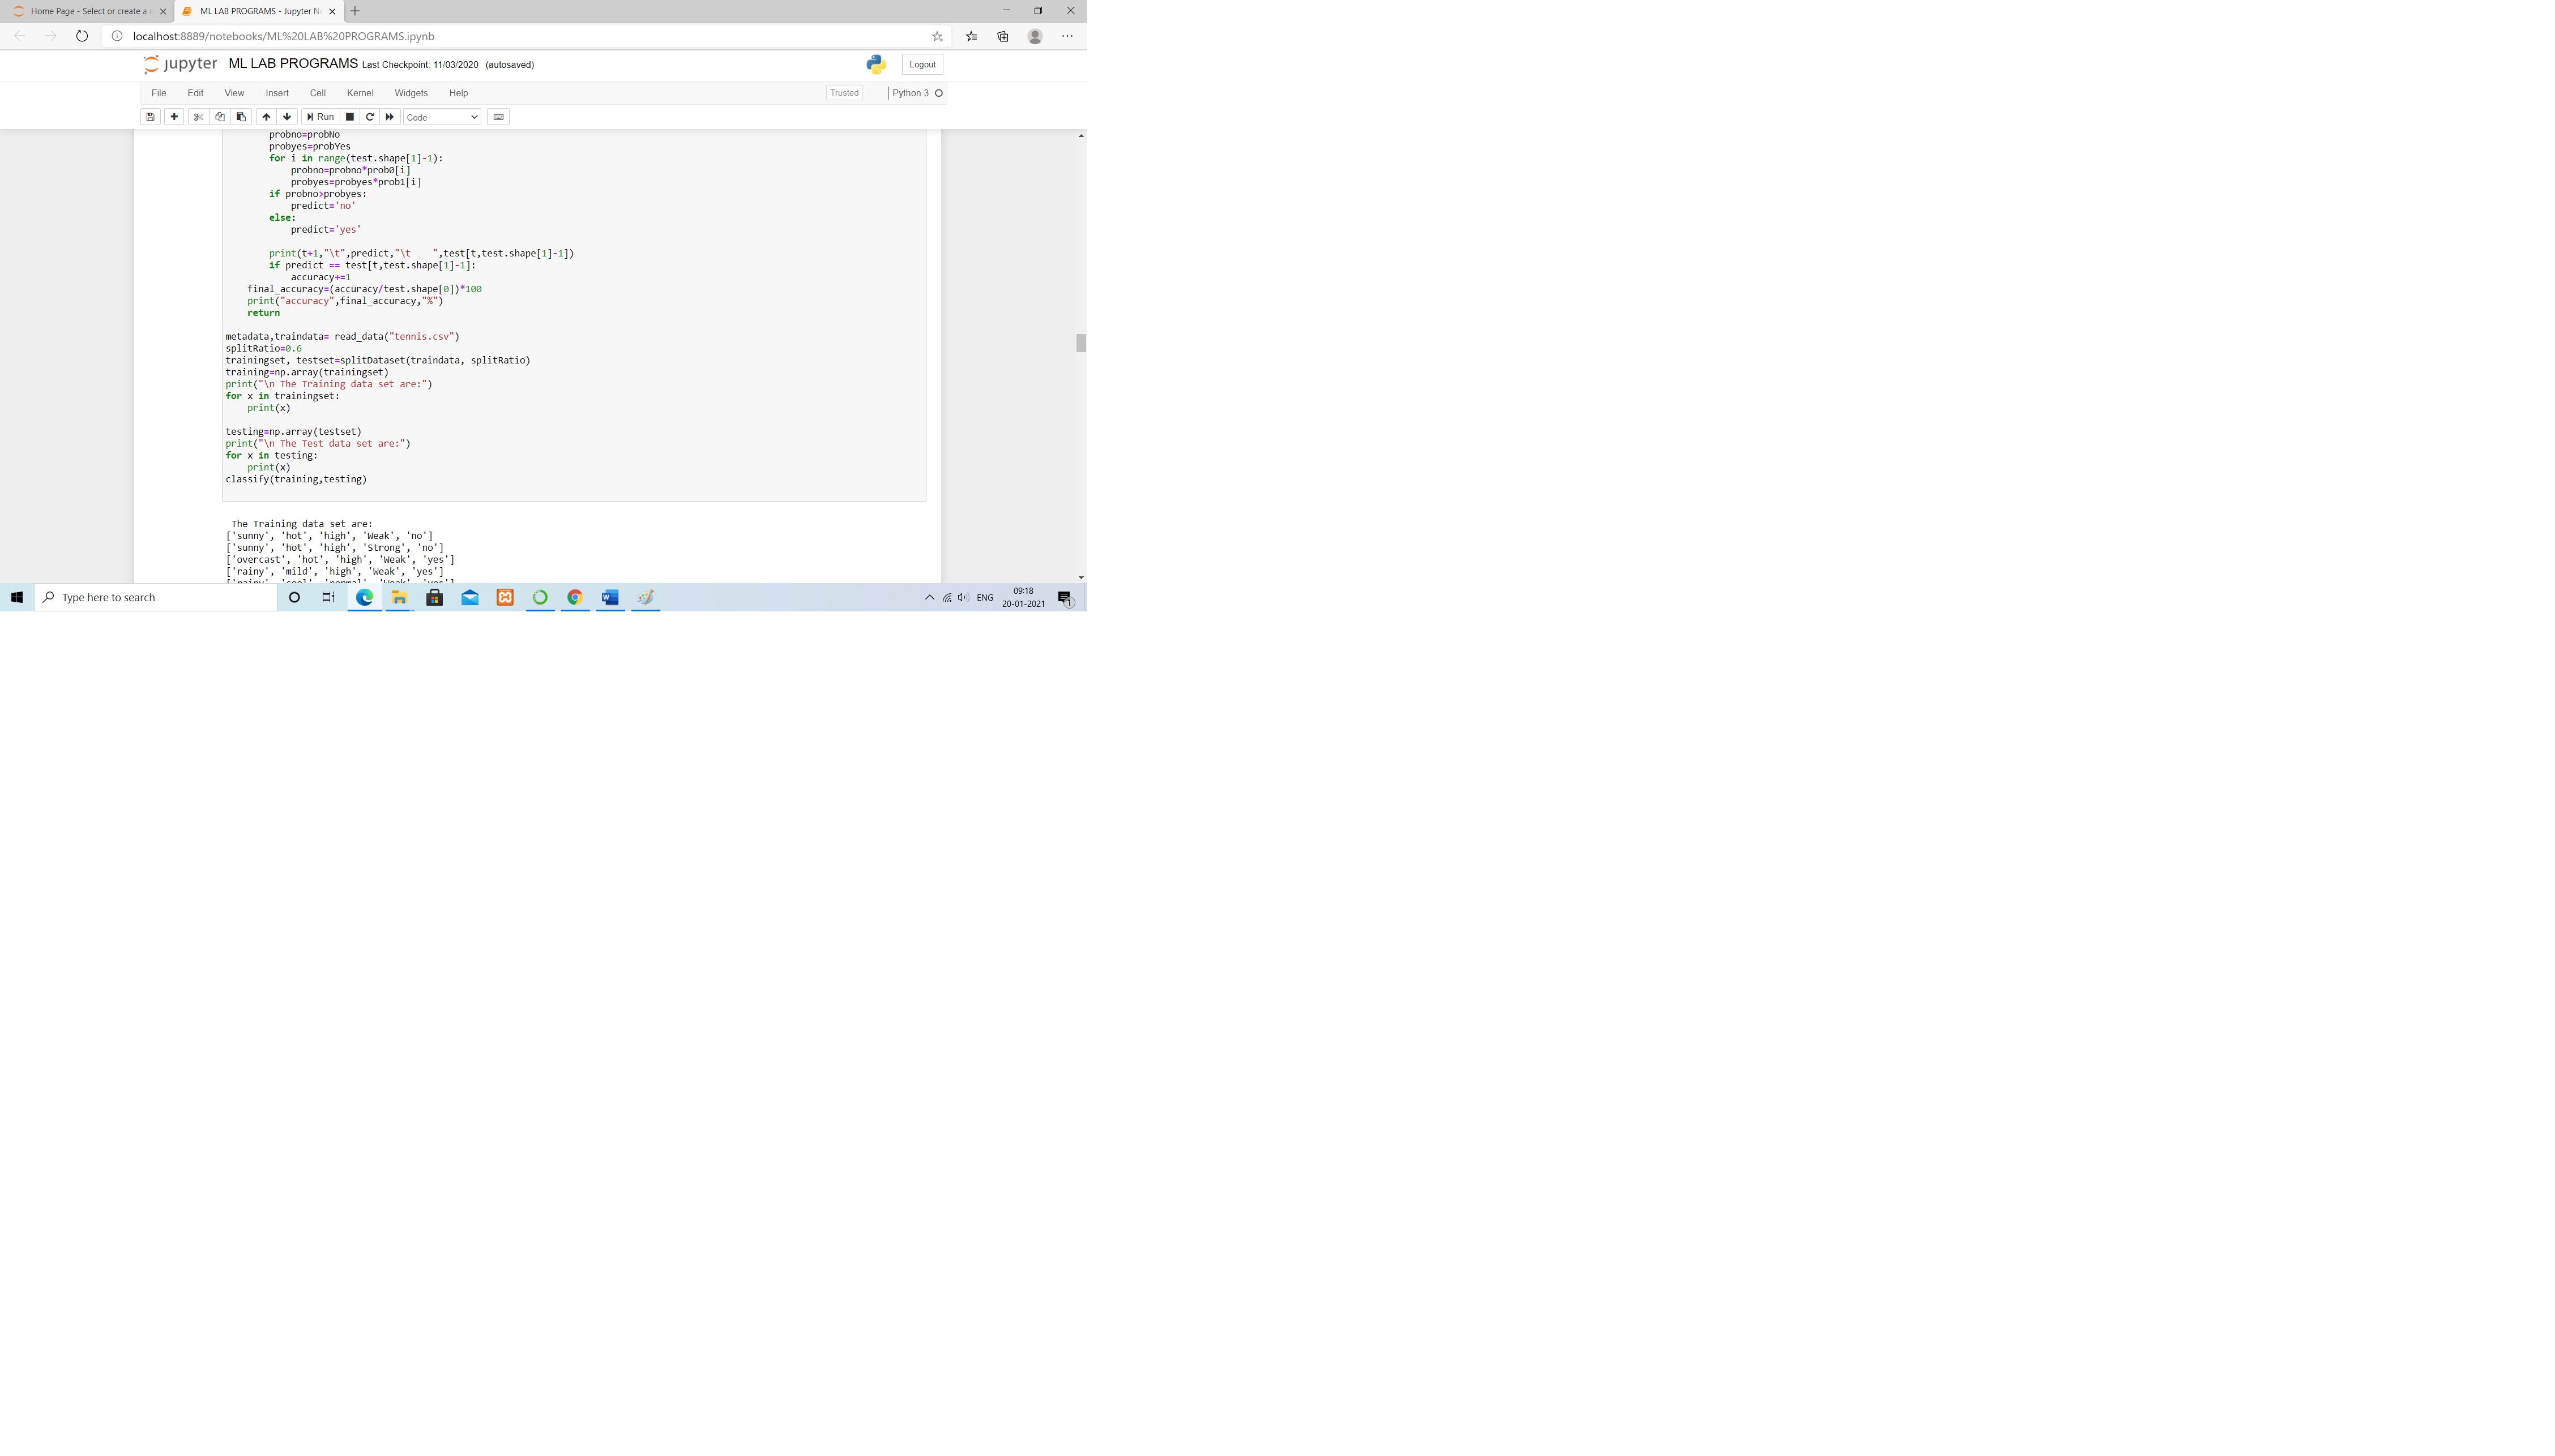 Home Page - Select or create a n
ML LAB PROGRAMS - Jupyter N
localhost:8889/notebooks/ML%20LAB%20PROGRAMS.ipynb
jupyter ML LAB PROGRAMS Last Checkpoint: 11/03/2020 (autosaved)
Logout
File Edit View Insert Cell Kernel Widgets Help
Trusted
Python 3
Run
Code
        probno=probNo
        probyes=probYes
        for i in range(test.shape[1]-1):
            probno=probno*prob0[i]
            probyes=probyes*prob1[i]
        if probno>probyes:
            predict='no'
        else:
            predict='yes'
        print(t+1,"\t",predict,"\t    ",test[t,test.shape[1]-1])
        if predict == test[t,test.shape[1]-1]:
            accuracy+=1
    final_accuracy=(accuracy/test.shape[0])*100
    print("accuracy",final_accuracy,"%")
    return
metadata,traindata= read_data("tennis.csv")
splitRatio=0.6
trainingset, testset=splitDataset(traindata, splitRatio)
training=np.array(trainingset)
print("\n The Training data set are:")
for x in trainingset:
    print(x)
testing=np.array(testset)
print("\n The Test data set are:")
for x in testing:
    print(x)
classify(training,testing)
 The Training data set are:
['sunny', 'hot', 'high', 'Weak', 'no']
['sunny', 'hot', 'high', 'Strong', 'no']
['overcast', 'hot', 'high', 'Weak', 'yes']
['rainy', 'mild', 'high', 'Weak', 'yes']
['rainy', 'cool', 'normal', 'Weak', 'yes']
Type here to search
ENG
09:18
20-01-2021
1